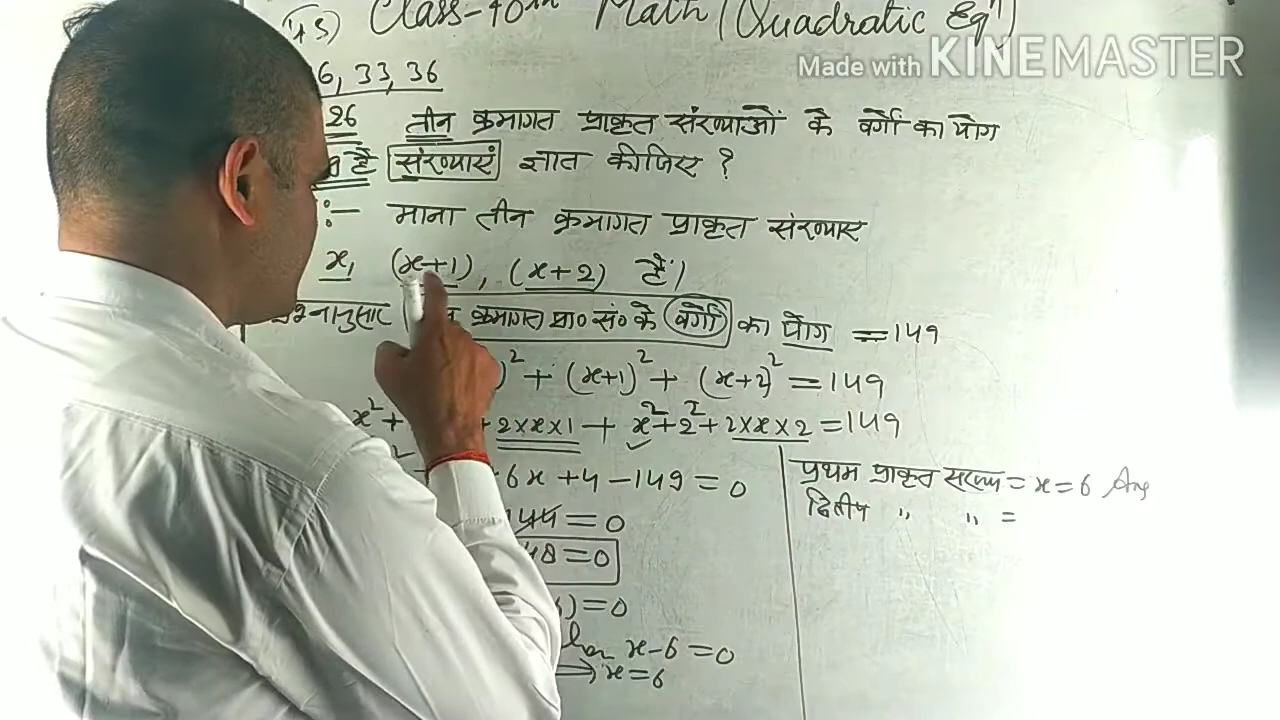 Class-10th Math (Quadratic Eqn)
Made with KINEMASTER
6, 33, 36
26 तीन क्रमागत प्राकृत संख्याओं के वर्गों का योग
है संख्याएं ज्ञात कीजिए ?
:- माना तीन क्रमागत प्राकृत संख्याए
x, (x+1), (x+2) हैं।
क्रमागत प्रा० सं० के वर्गों का योग = 149
)² + (x+1)² + (x+2)² = 149
x² + + 2×x×1 + x²+2²+2×x×2 = 149
6x + 4 - 149 = 0
144 = 0
48 = 0
) = 0
x-6 = 0
⇒ x = 6
प्रथम प्राकृत संख्या = x = 6 Ans
द्वितीय " " =